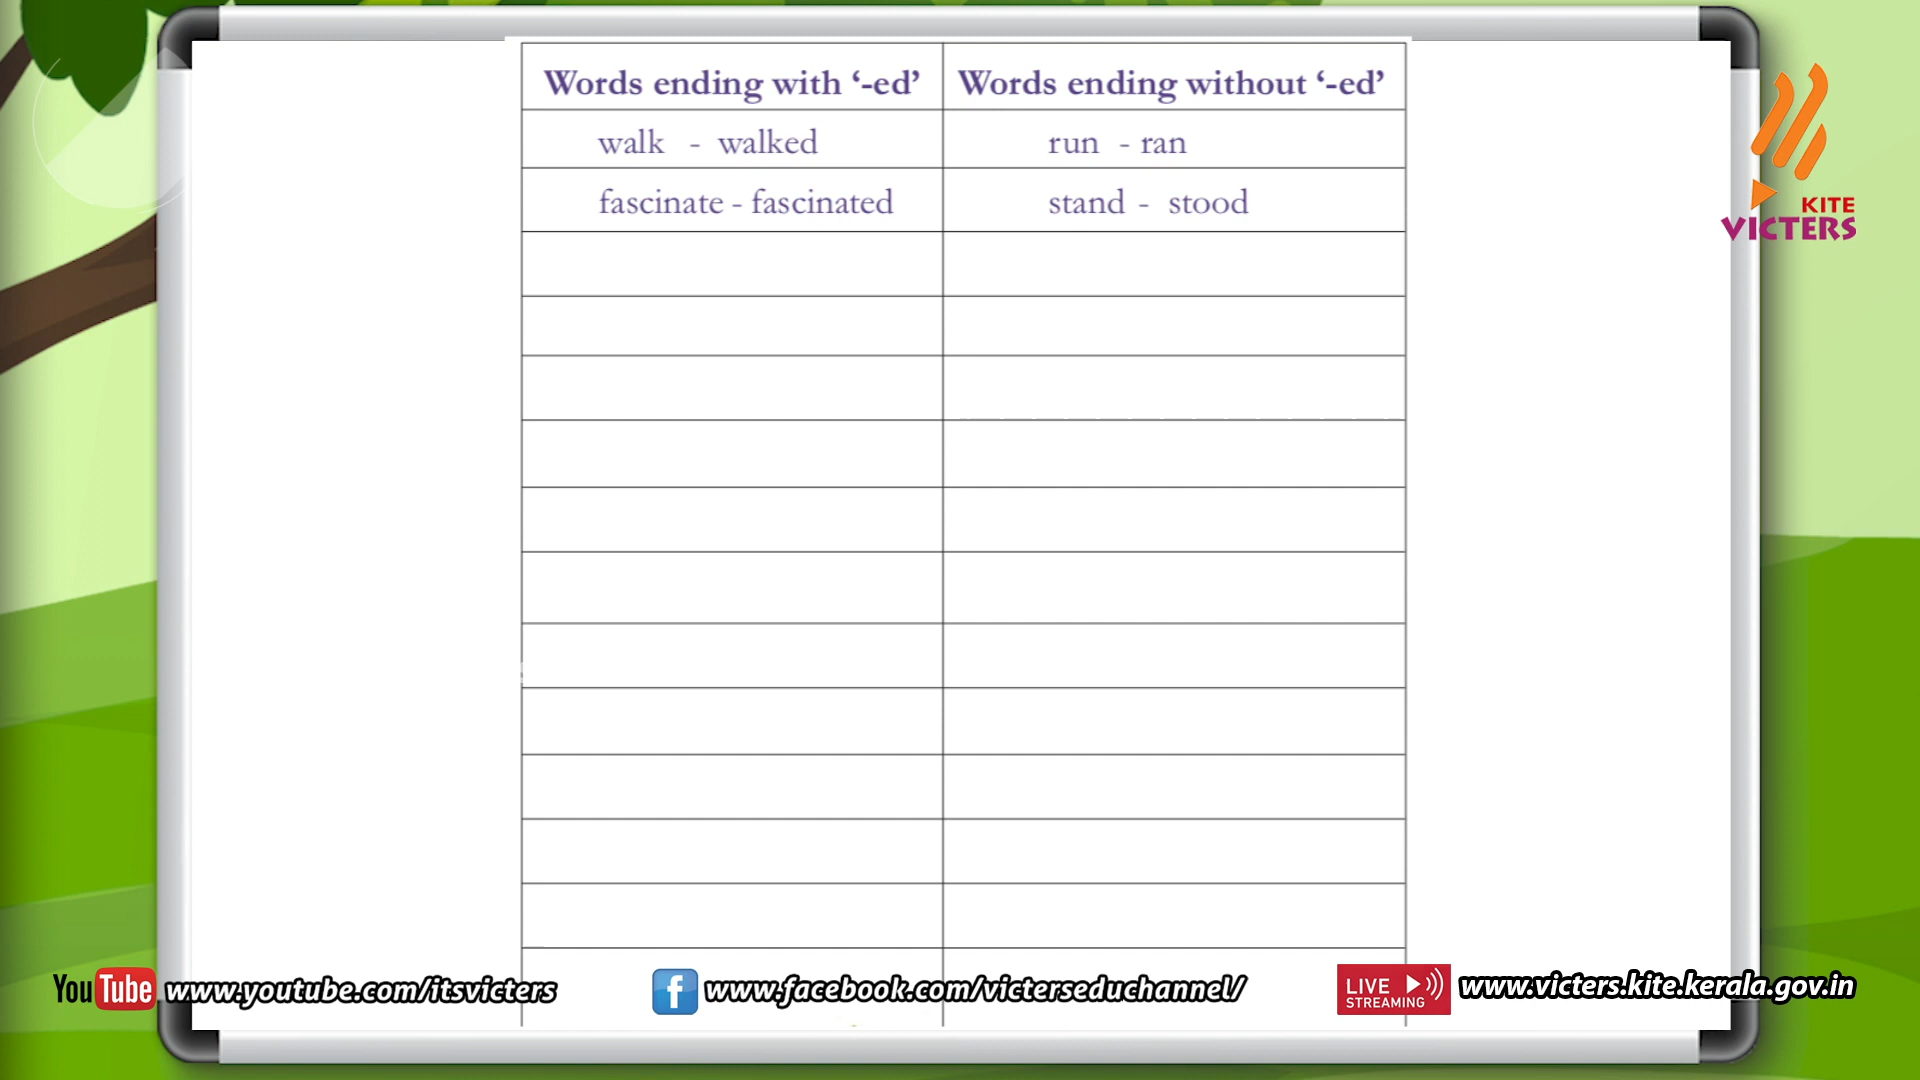 Words ending with ‘-ed’ Words ending without ‘-ed’
walk - walked run - ran
fascinate - fascinated stand - stood
KITE
VICTERS
YouTube www.youtube.com/itsvicters
f www.facebook.com/victerseduchannel/
LIVE STREAMING www.victers.kite.kerala.gov.in